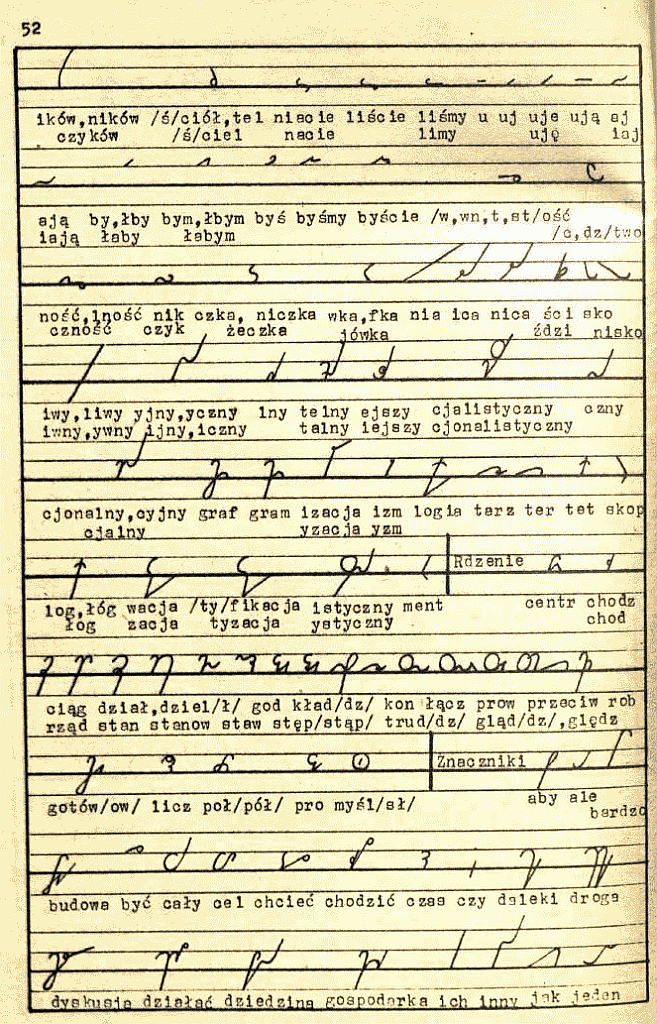 52
ików,ników /ś/ciół,tel niacie liście liśmy u uj uje ują aj
czyków /ś/ciel nacie limy uję iaj
ają by,łby bym,łbym byś byśmy byście /w,wn,t,st/ość
iają łaby łabym /c,dz/two
ność,lność nik czka, niczka wka,fka nia ica nica ści sko
czność czyk żeczka jówka ździ nisko
iwy,liwy yjny,yczny lny telny ejszy cjalistyczny czny
iwny,ywny ijny,iczny talny iejszy cjonalistyczny
cjonalny,cyjny graf gram izacja izm logia tarz ter tet skop
cjalny yzacja yzm
Rdzenie
log,łóg wacja /ty/fikacja istyczny ment centr chodz
łog zacja tyzacja ystyczny chod
ciąg dział,dziel/ł/ god kład/dz/ kon łącz prow przeciw rob
rząd stan stanow staw stęp/stąp/ trud/dz/ gląd/dz/,ględz
Znaczniki
gotów/ow/ licz poł/pół/ pro myśl/sł/ aby ale
bardzo
budowa być cały cel chcieć chodzić czas czy daleki droga
dyskusja działać dziedzina gospodarka ich inny jak jeden